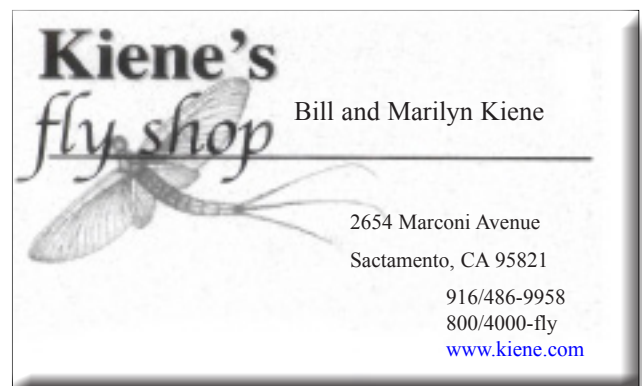 Kiene's
fly shop
Bill and Marilyn Kiene
2654 Marconi Avenue
Sactamento, CA 95821
916/486-9958
800/4000-fly
www.kiene.com